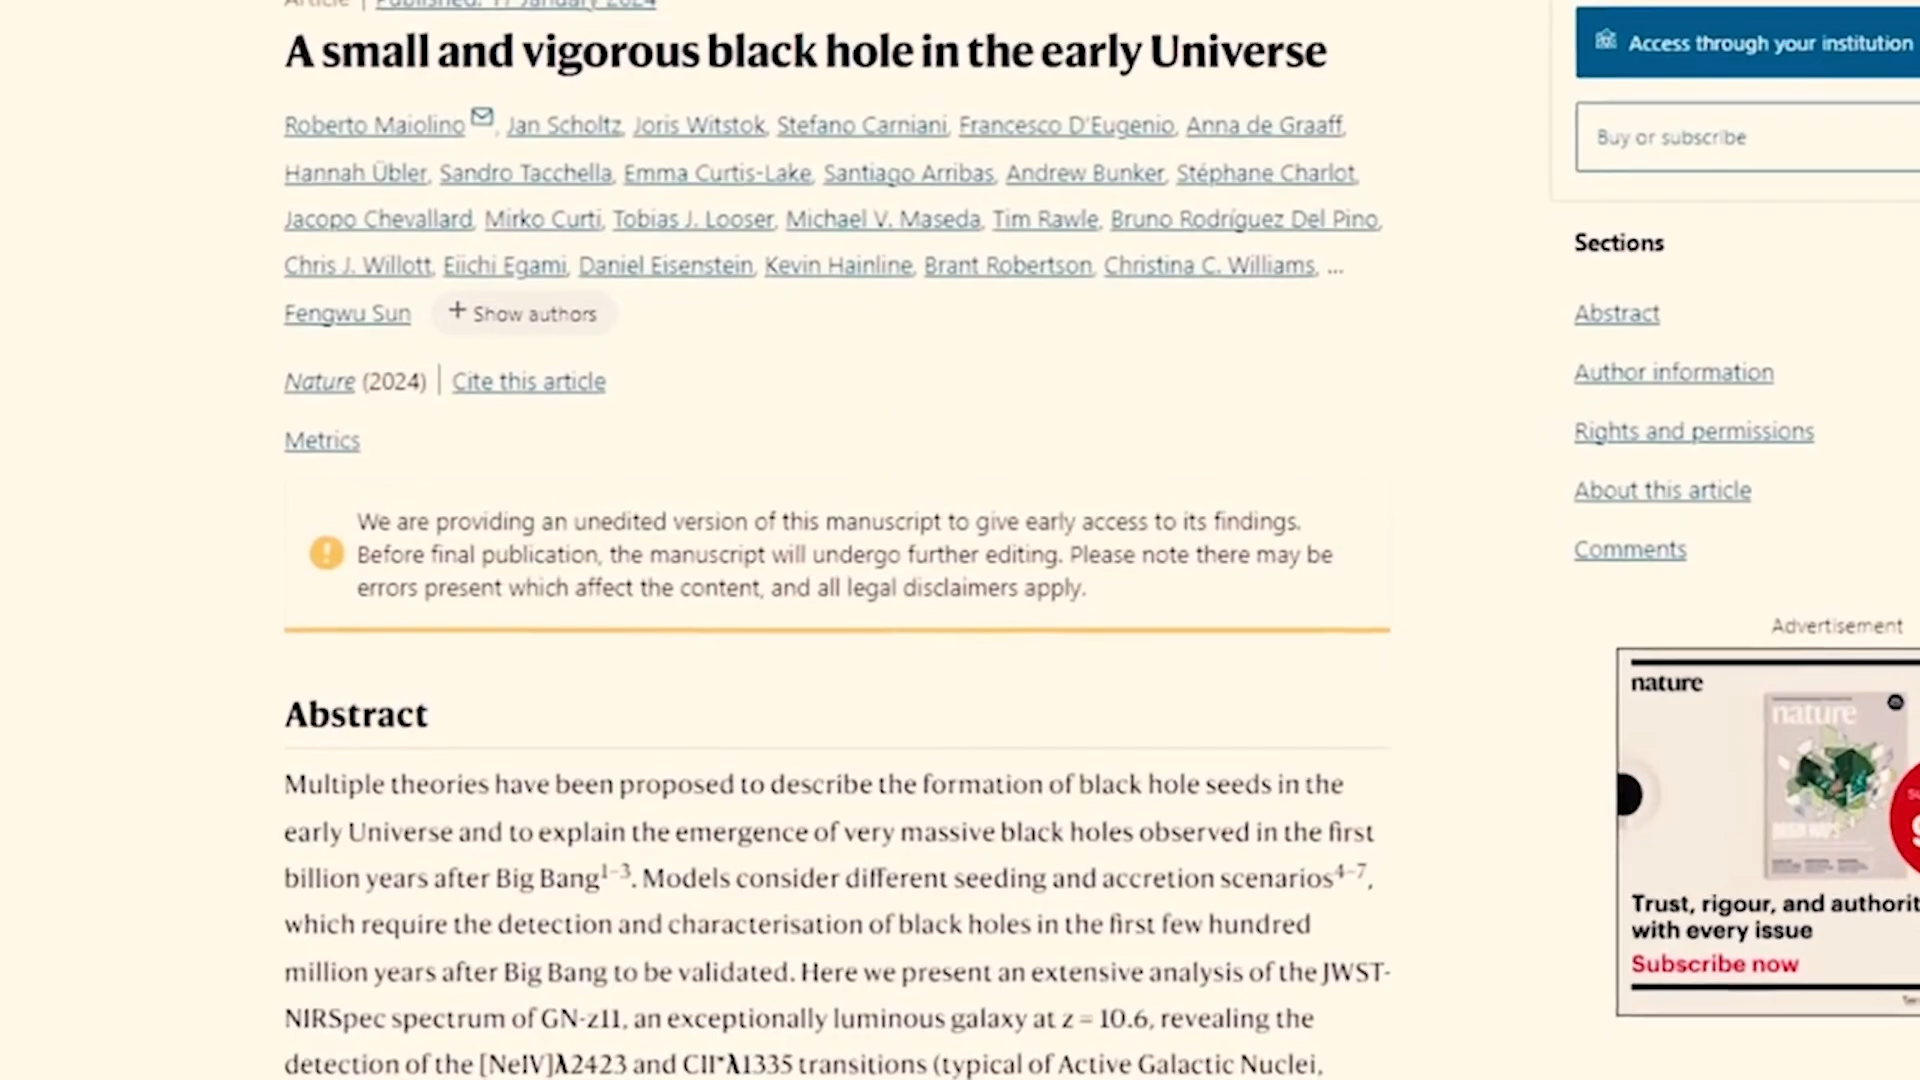 Article | Published: 17 January 2024
A small and vigorous black hole in the early Universe
Roberto Maiolino, Jan Scholtz, Joris Witstok, Stefano Carniani, Francesco D'Eugenio, Anna de Graaff,
Hannah Übler, Sandro Tacchella, Emma Curtis-Lake, Santiago Arribas, Andrew Bunker, Stéphane Charlot,
Jacopo Chevallard, Mirko Curti, Tobias J. Looser, Michael V. Maseda, Tim Rawle, Bruno Rodríguez Del Pino,
Chris J. Willott, Eiichi Egami, Daniel Eisenstein, Kevin Hainline, Brant Robertson, Christina C. Williams, ...
Fengwu Sun + Show authors
Nature (2024) | Cite this article
Metrics
We are providing an unedited version of this manuscript to give early access to its findings.
Before final publication, the manuscript will undergo further editing. Please note there may be
errors present which affect the content, and all legal disclaimers apply.
Abstract
Multiple theories have been proposed to describe the formation of black hole seeds in the
early Universe and to explain the emergence of very massive black holes observed in the first
billion years after Big Bang1-3. Models consider different seeding and accretion scenarios4-7,
which require the detection and characterisation of black holes in the first few hundred
million years after Big Bang to be validated. Here we present an extensive analysis of the JWST-
NIRSpec spectrum of GN-z11, an exceptionally luminous galaxy at z = 10.6, revealing the
detection of the [NeIV]λ2423 and CII*λ1335 transitions (typical of Active Galactic Nuclei,
Access through your institution
Buy or subscribe
Sections
Abstract
Author information
Rights and permissions
About this article
Comments
Advertisement
nature
nature
Trust, rigour, and authorit
with every issue
Subscribe now